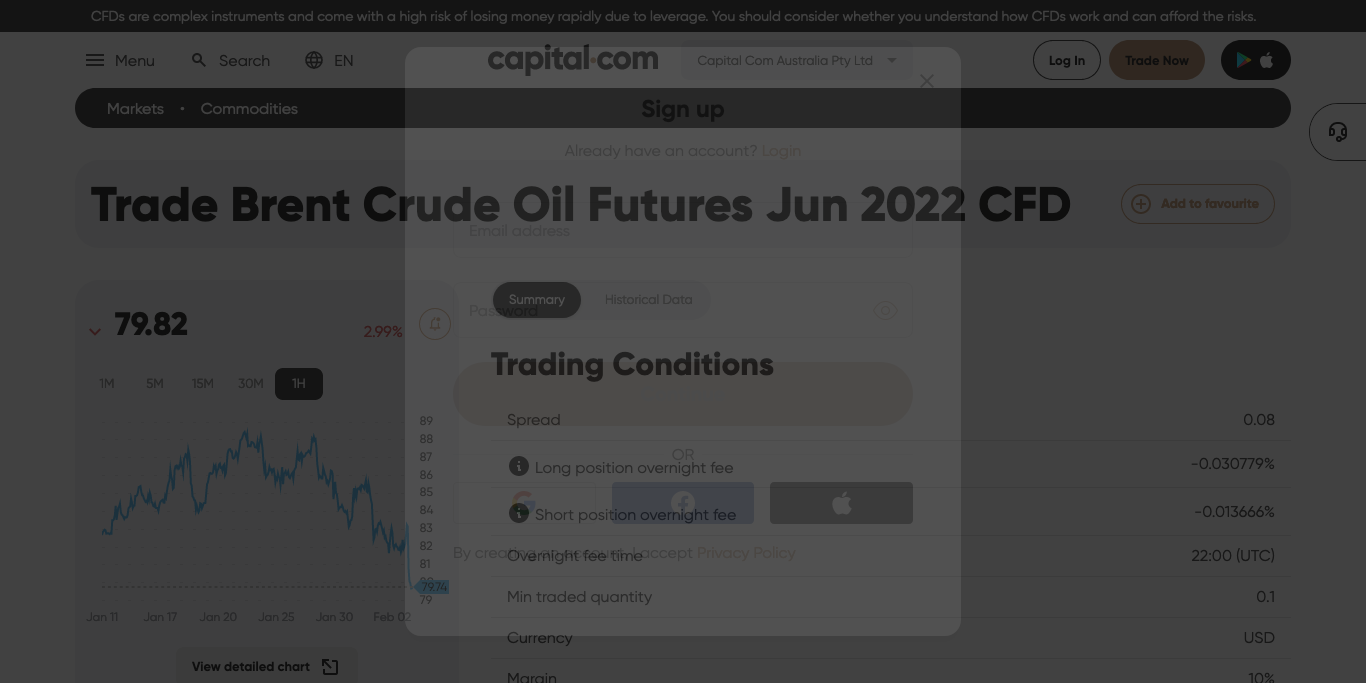 CFDs are complex instruments and come with a high risk of losing money rapidly due to leverage. You should consider whether you understand how CFDs work and can afford the risks.
Menu
Search
EN
capital.com
Capital Com Australia Pty Ltd
Log In
Trade Now
Markets
Commodities
Sign up
Already have an account? Login
Trade Brent Crude Oil Futures Jun 2022 CFD
Add to favourite
Email address
Summary
Historical Data
Password
79.82
2.99%
1M 5M 15M 30M 1H
Trading Conditions
89
88
87
86
85
84
83
82
81
80
79.74
79
Jan 11 Jan 17 Jan 20 Jan 25 Jan 30 Feb 02
View detailed chart
Spread 0.08
OR
Long position overnight fee -0.030779%
Short position overnight fee -0.013666%
By creating an account, I accept Privacy Policy
Overnight fee time 22:00 (UTC)
Min traded quantity 0.1
Currency USD
Margin 10%